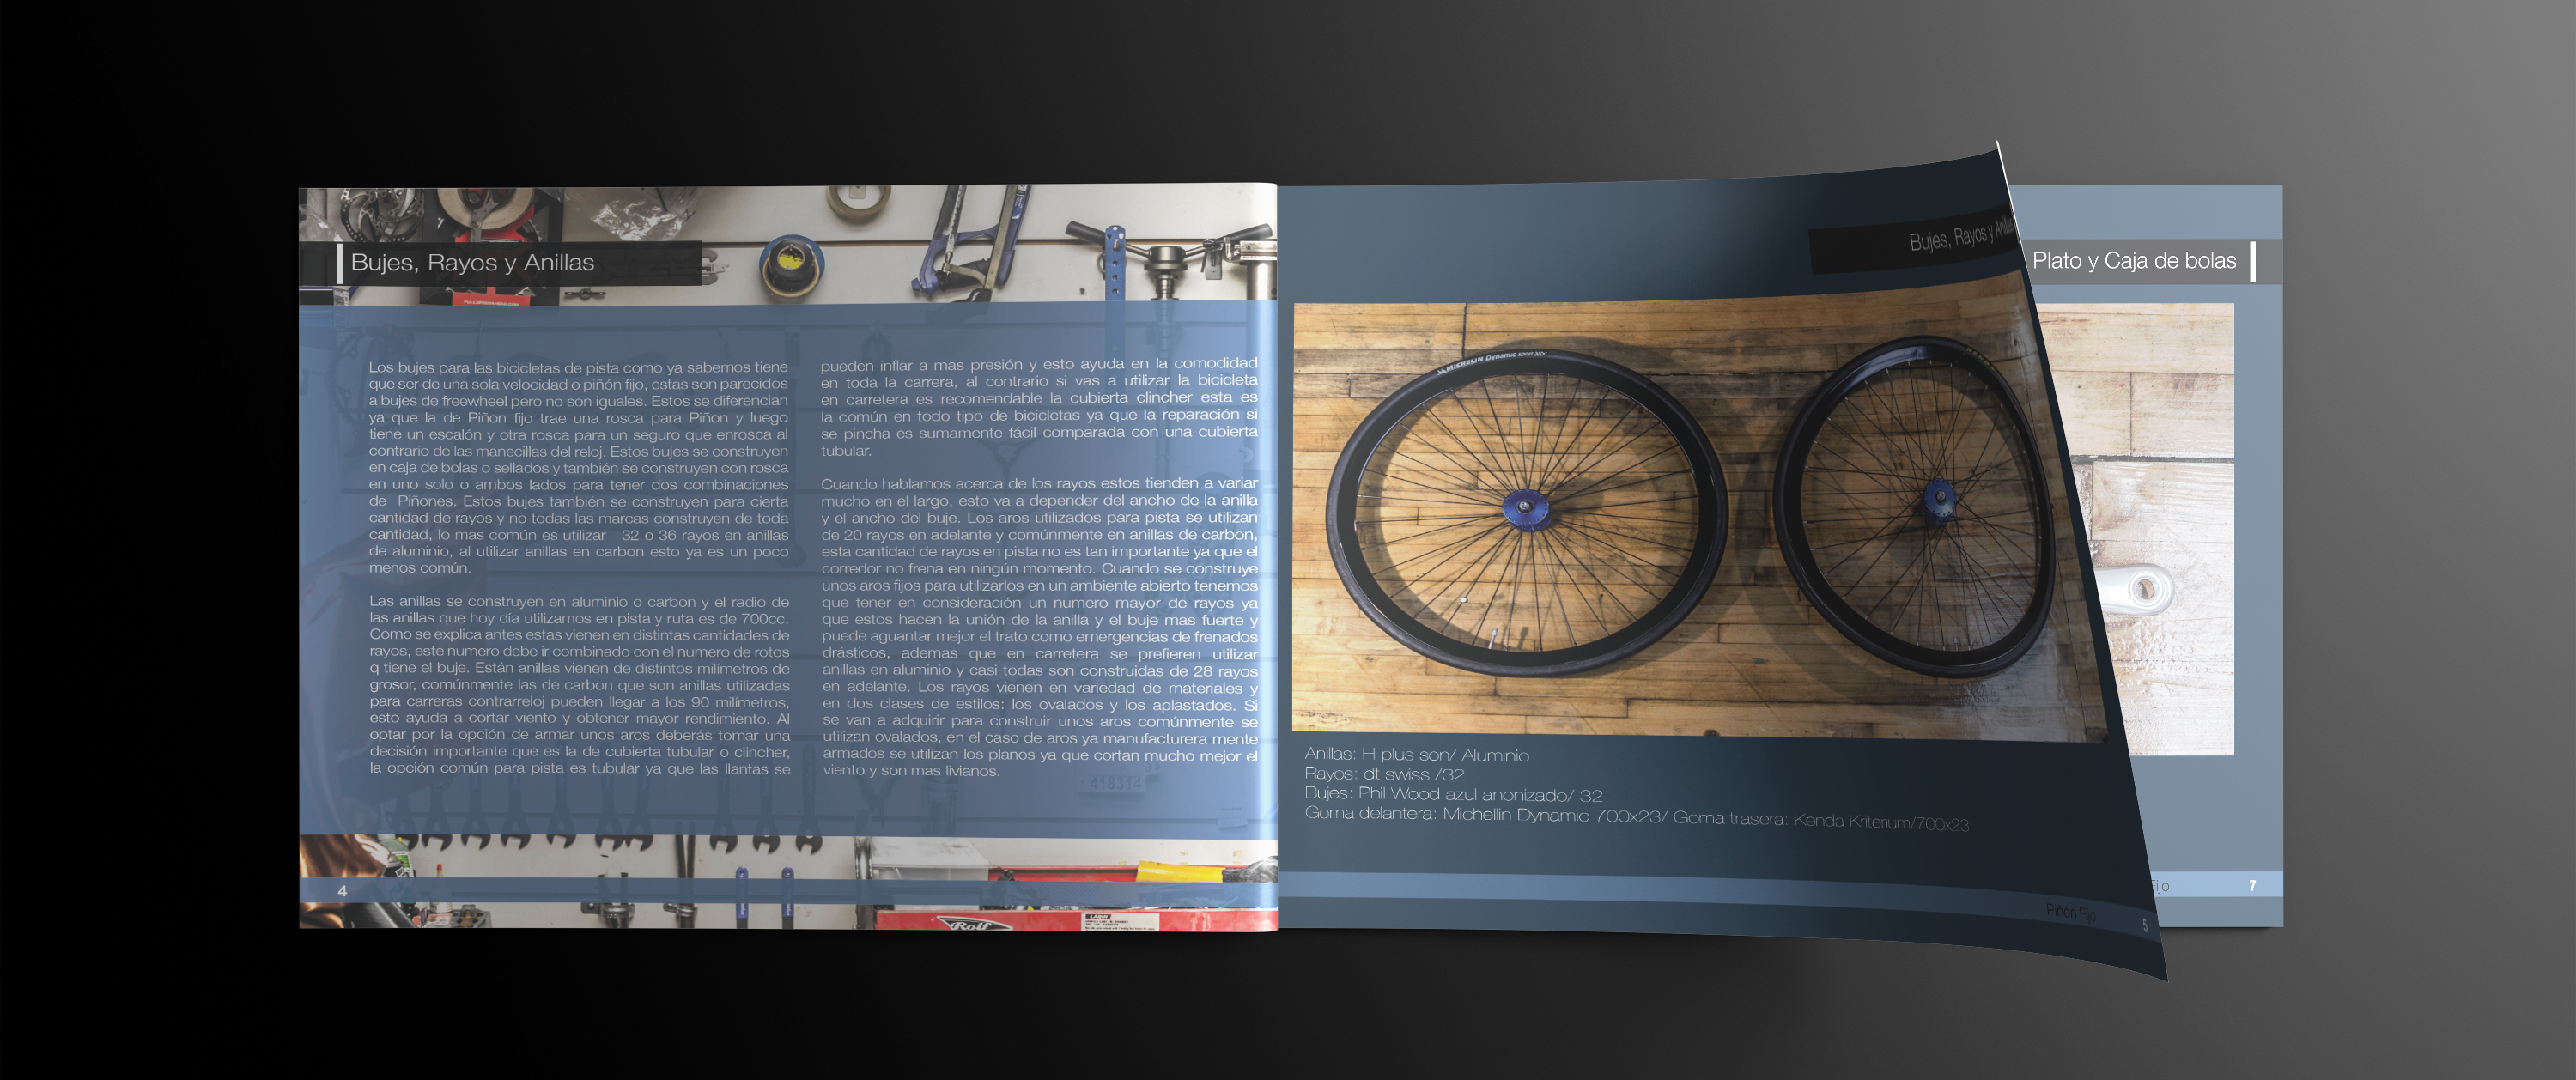 Bujes, Rayos y Anillas
FULLSPEEDAHEAD.COM
Los bujes para las bicicletas de pista como ya sabemos tiene
que ser de una sola velocidad o piñón fijo, estas son parecidos
a bujes de freewheel pero no son iguales. Estos se diferencian
ya que la de Piñon fijo trae una rosca para Piñon y luego
tiene un escalón y otra rosca para un seguro que enrosca al
contrario de las manecillas del reloj. Estos bujes se construyen
en caja de bolas o sellados y también se construyen con rosca
en uno solo o ambos lados para tener dos combinaciones
de Piñones. Estos bujes también se construyen para cierta
cantidad de rayos y no todas las marcas construyen de toda
cantidad, lo mas común es utilizar 32 o 36 rayos en anillas
de aluminio, al utilizar anillas en carbon esto ya es un poco
menos común.
Las anillas se construyen en aluminio o carbon y el radio de
las anillas que hoy día utilizamos en pista y ruta es de 700cc.
Como se explica antes estas vienen en distintas cantidades de
rayos, este numero debe ir combinado con el numero de rotos
q tiene el buje. Están anillas vienen de distintos milímetros de
grosor, comúnmente las de carbon que son anillas utilizadas
para carreras contrarreloj pueden llegar a los 90 milímetros,
esto ayuda a cortar viento y obtener mayor rendimiento. Al
optar por la opción de armar unos aros deberás tomar una
decisión importante que es la de cubierta tubular o clincher,
la opción común para pista es tubular ya que las llantas se
pueden inflar a mas presión y esto ayuda en la comodidad
en toda la carrera, al contrario si vas a utilizar la bicicleta
en carretera es recomendable la cubierta clincher esta es
la común en todo tipo de bicicletas ya que la reparación si
se pincha es sumamente fácil comparada con una cubierta
tubular.
Cuando hablamos acerca de los rayos estos tienden a variar
mucho en el largo, esto va a depender del ancho de la anilla
y el ancho del buje. Los aros utilizados para pista se utilizan
de 20 rayos en adelante y comúnmente en anillas de carbon,
esta cantidad de rayos en pista no es tan importante ya que el
corredor no frena en ningún momento. Cuando se construye
unos aros fijos para utilizarlos en un ambiente abierto tenemos
que tener en consideración un numero mayor de rayos ya
que estos hacen la unión de la anilla y el buje mas fuerte y
puede aguantar mejor el trato como emergencias de frenados
drásticos, ademas que en carretera se prefieren utilizar
anillas en aluminio y casi todas son construidas de 28 rayos
en adelante. Los rayos vienen en variedad de materiales y
en dos clases de estilos: los ovalados y los aplastados. Si
se van a adquirir para construir unos aros comúnmente se
utilizan ovalados, en el caso de aros ya manufacturera mente
armados se utilizan los planos ya que cortan mucho mejor el
viento y son mas livianos.
418314
4
Rolf
Bujes, Rayos y Anillas
MICHELIN Dynamic sport
Anillas: H plus son/ Aluminio
Rayos: dt swiss /32
Bujes: Phil Wood azul anonizado/ 32
Goma delantera: Michellin Dynamic 700x23/ Goma trasera: Kenda Kriterium/700x23
Piñón Fijo
5
Plato y Caja de bolas
Fijo
7